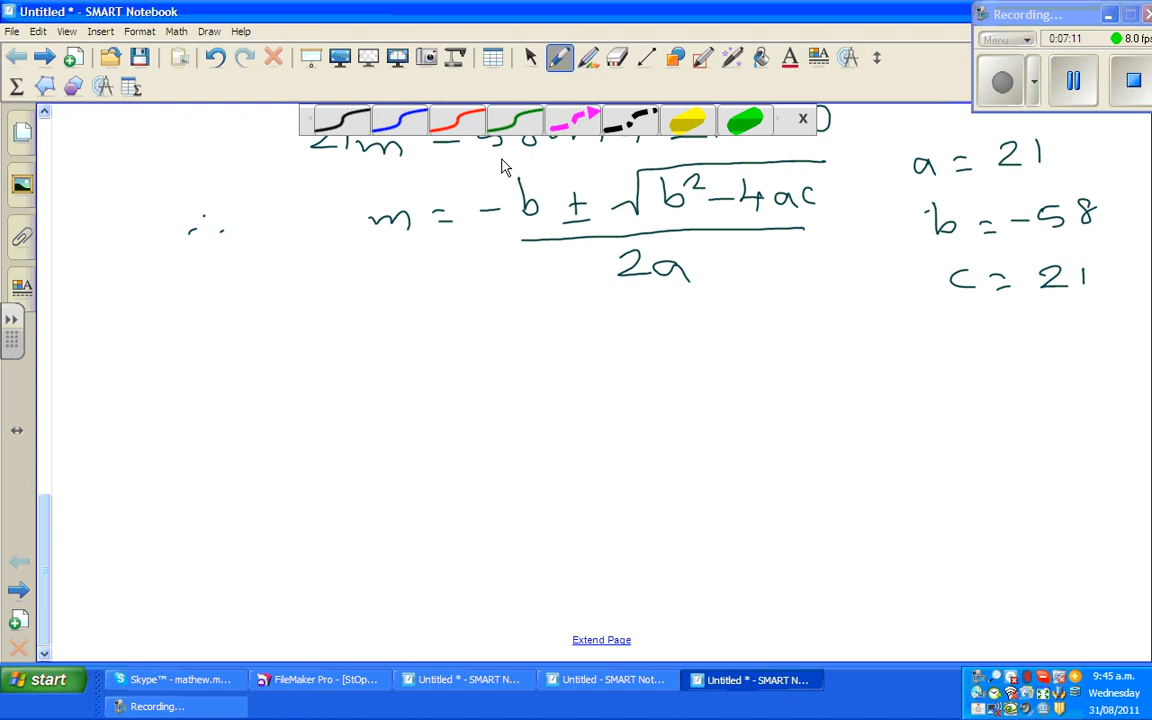 Untitled * - SMART Notebook
Recording...
File Edit View Insert Format Math Draw Help
Menu
0:07:11
8.0 fps
x
21m = 58
a = 21
∴ m = -b ± √b² - 4ac
2a
b = -58
c = 21
Extend Page
start
Skype™ - mathew.m...
FileMaker Pro - [StOp...
Untitled * - SMART N...
Untitled - SMART Not...
Untitled * - SMART N...
Recording...
9:45 a.m.
Wednesday
31/08/2011